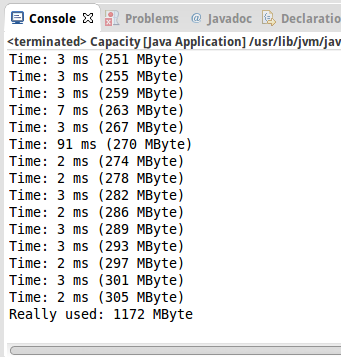 Console Problems @ Javadoc Declaratio
<terminated> Capacity [Java Application] /usr/lib/jvm/jav
Time: 3 ms (251 MByte)
Time: 3 ms (255 MByte)
Time: 3 ms (259 MByte)
Time: 7 ms (263 MByte)
Time: 3 ms (267 MByte)
Time: 91 ms (270 MByte)
Time: 2 ms (274 MByte)
Time: 2 ms (278 MByte)
Time: 3 ms (282 MByte)
Time: 2 ms (286 MByte)
Time: 3 ms (289 MByte)
Time: 3 ms (293 MByte)
Time: 2 ms (297 MByte)
Time: 3 ms (301 MByte)
Time: 2 ms (305 MByte)
Really used: 1172 MByte